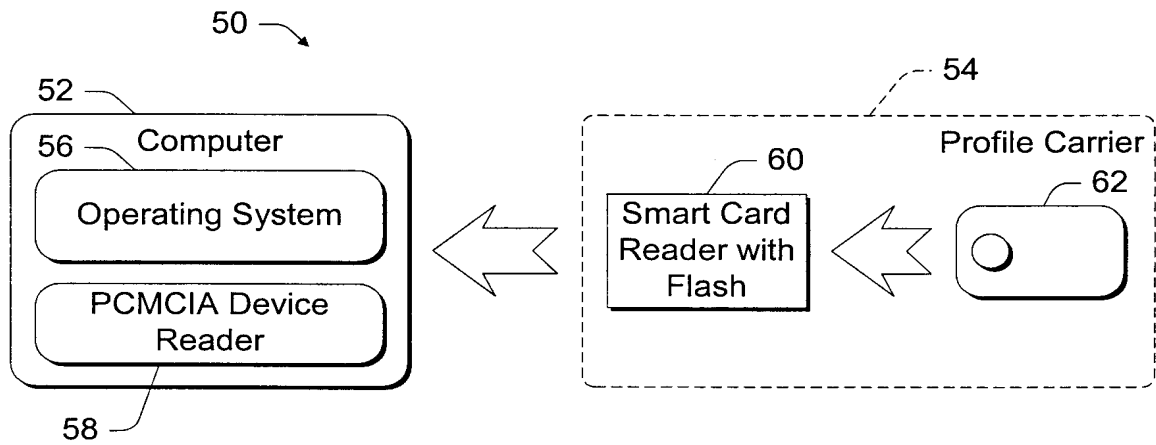 50
52
54
Computer
Profile Carrier
56
60
62
Operating System
Smart Card
Reader with
Flash
PCMCIA Device
Reader
58